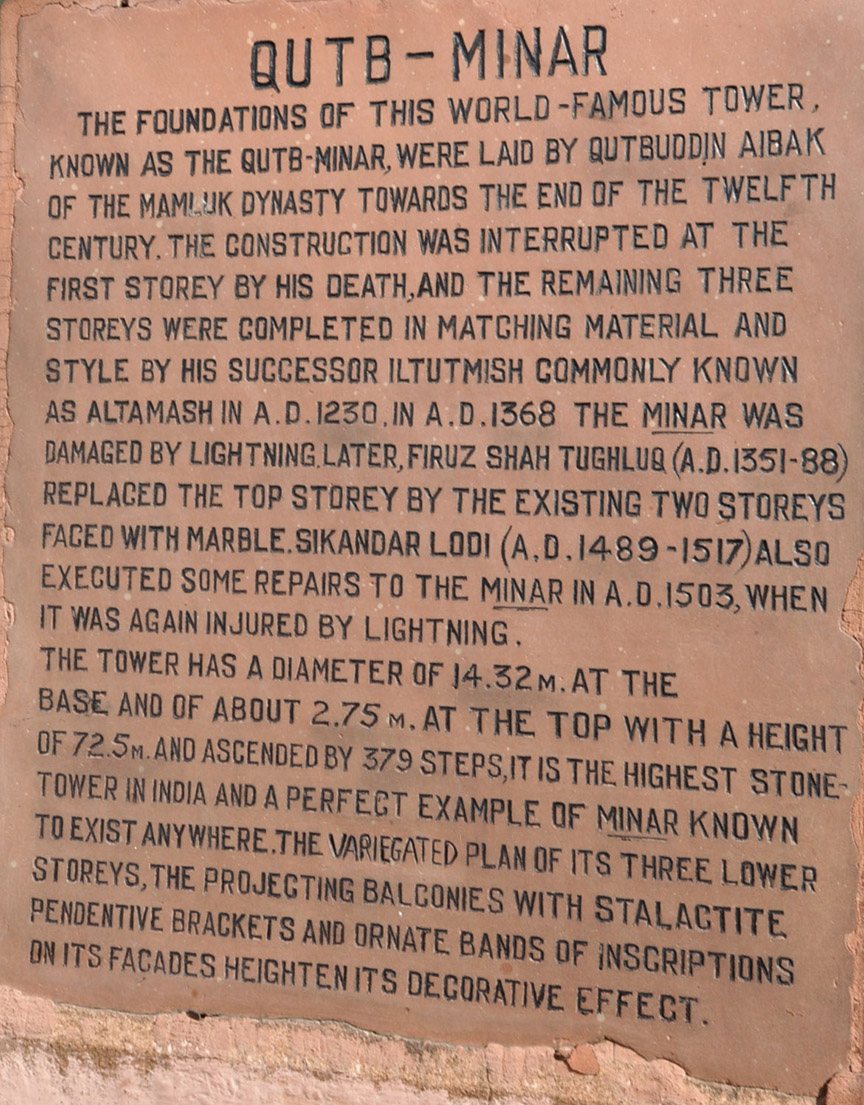 QUTB-MINAR
THE FOUNDATIONS OF THIS WORLD-FAMOUS TOWER,
KNOWN AS THE QUTB-MINAR, WERE LAID BY QUTBUDDIN AIBAK
OF THE MAMLUK DYNASTY TOWARDS THE END OF THE TWELFTH
CENTURY. THE CONSTRUCTION WAS INTERRUPTED AT THE
FIRST STOREY BY HIS DEATH, AND THE REMAINING THREE
STOREYS WERE COMPLETED IN MATCHING MATERIAL AND
STYLE BY HIS SUCCESSOR ILTUTMISH COMMONLY KNOWN
AS ALTAMASH IN A.D.1230. IN A.D.1368 THE MINAR WAS
DAMAGED BY LIGHTNING. LATER, FIRUZ SHAH TUGHLUQ (A.D.1351-88)
REPLACED THE TOP STOREY BY THE EXISTING TWO STOREYS
FACED WITH MARBLE. SIKANDAR LODI (A.D.1489-1517) ALSO
EXECUTED SOME REPAIRS TO THE MINAR IN A.D.1503, WHEN
IT WAS AGAIN INJURED BY LIGHTNING.
THE TOWER HAS A DIAMETER OF 14.32 M. AT THE
BASE AND OF ABOUT 2.75 M. AT THE TOP WITH A HEIGHT
OF 72.5M. AND ASCENDED BY 379 STEPS, IT IS THE HIGHEST STONE-
TOWER IN INDIA AND A PERFECT EXAMPLE OF MINAR KNOWN
TO EXIST ANYWHERE. THE VARIEGATED PLAN OF ITS THREE LOWER
STOREYS, THE PROJECTING BALCONIES WITH STALACTITE
PENDENTIVE BRACKETS AND ORNATE BANDS OF INSCRIPTIONS
ON ITS FACADES HEIGHTEN ITS DECORATIVE EFFECT.